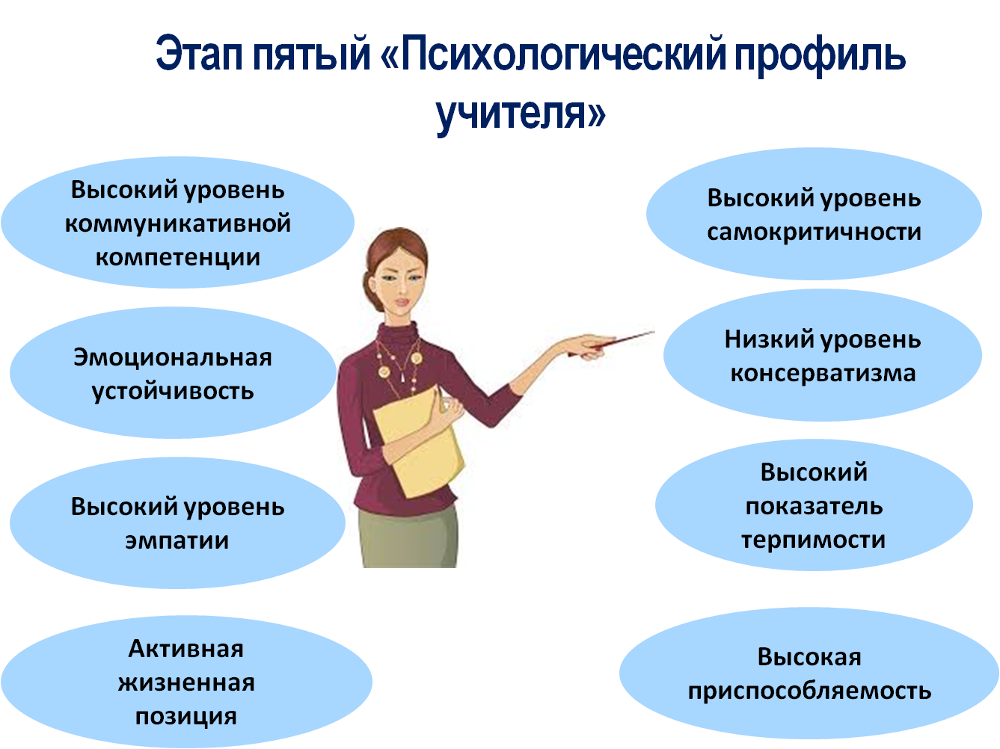 Этап пятый «Психологический профиль
учителя»
Высокий уровень
коммуникативной
компетенции
Эмоциональная
устойчивость
Высокий уровень
эмпатии
Активная
жизненная
позиция
Высокий уровень
самокритичности
Низкий уровень
консерватизма
Высокий
показатель
терпимости
Высокая
приспособляемость